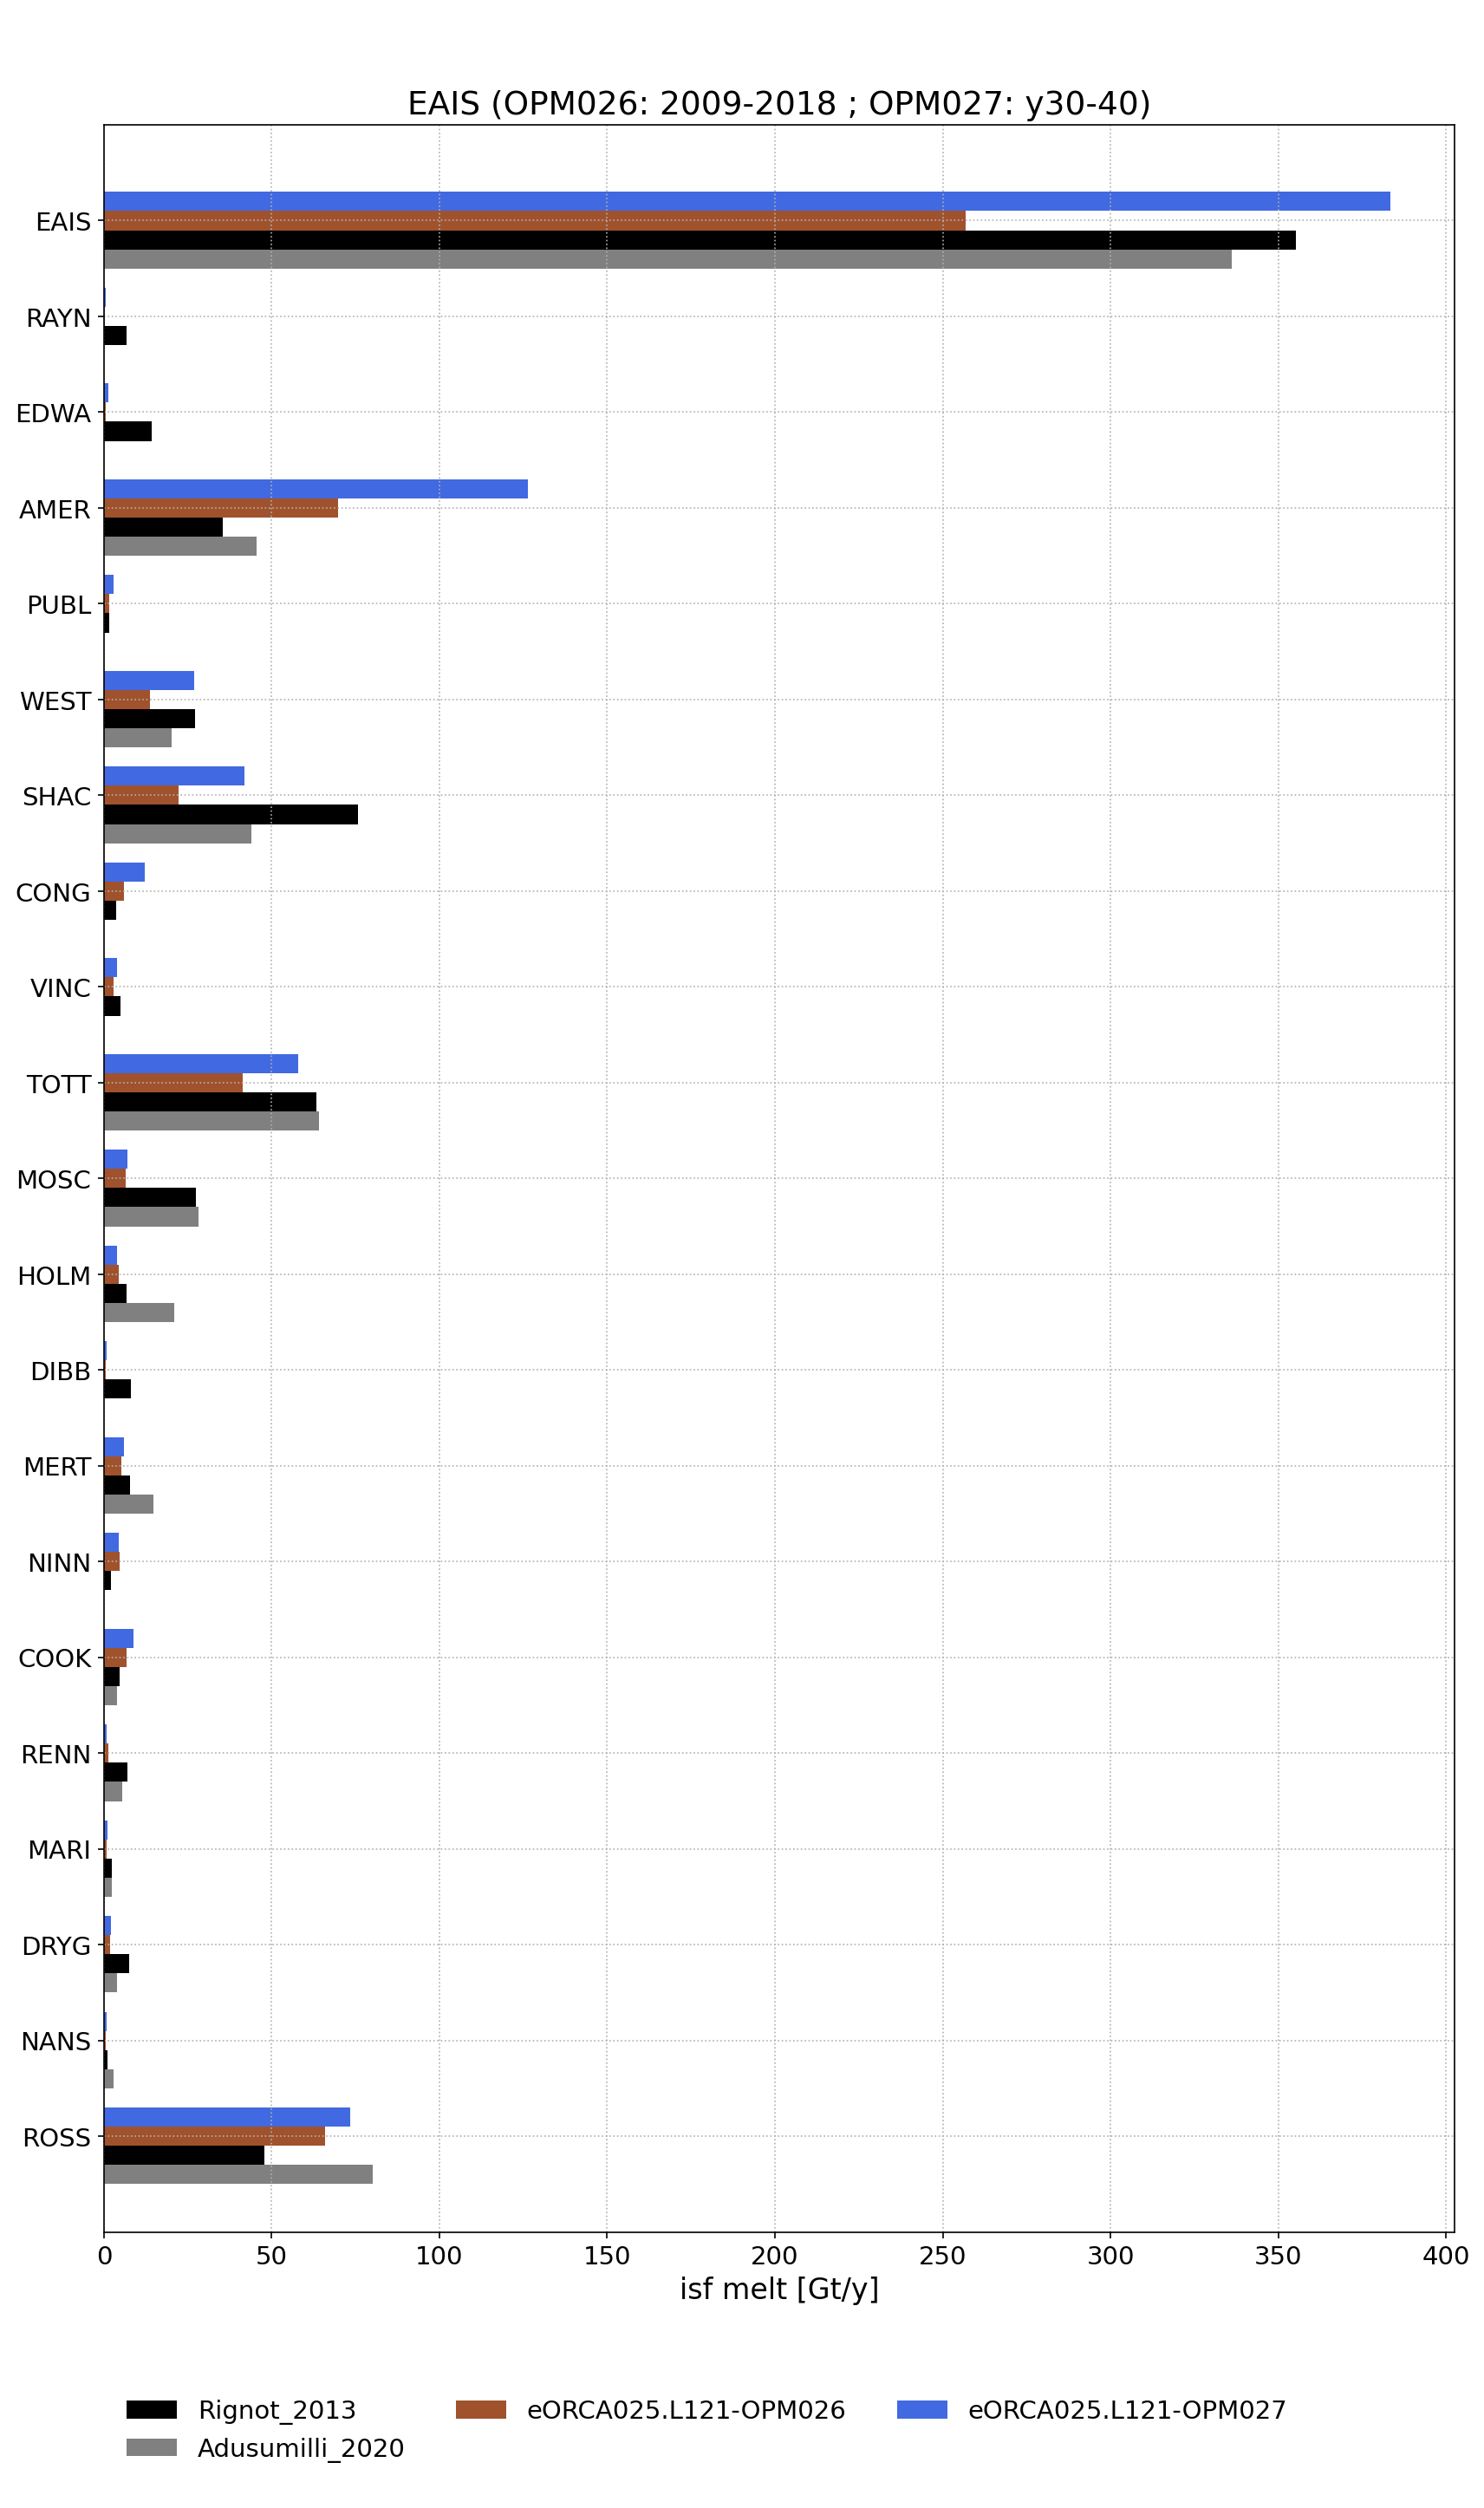 EAIS (OPM026: 2009-2018 ; OPM027: y30-40)
EAIS
RAYN
EDWA
AMER
PUBL
WEST
SHAC
CONG
VINC
TOTT
MOSC
HOLM
DIBB
MERT
NINN
COOK
RENN
MARI
DRYG
NANS
ROSS
0 50 100 150 200 250 300 350 400
isf melt [Gt/y]
Rignot_2013 eORCA025.L121-OPM026 eORCA025.L121-OPM027
Adusumilli_2020